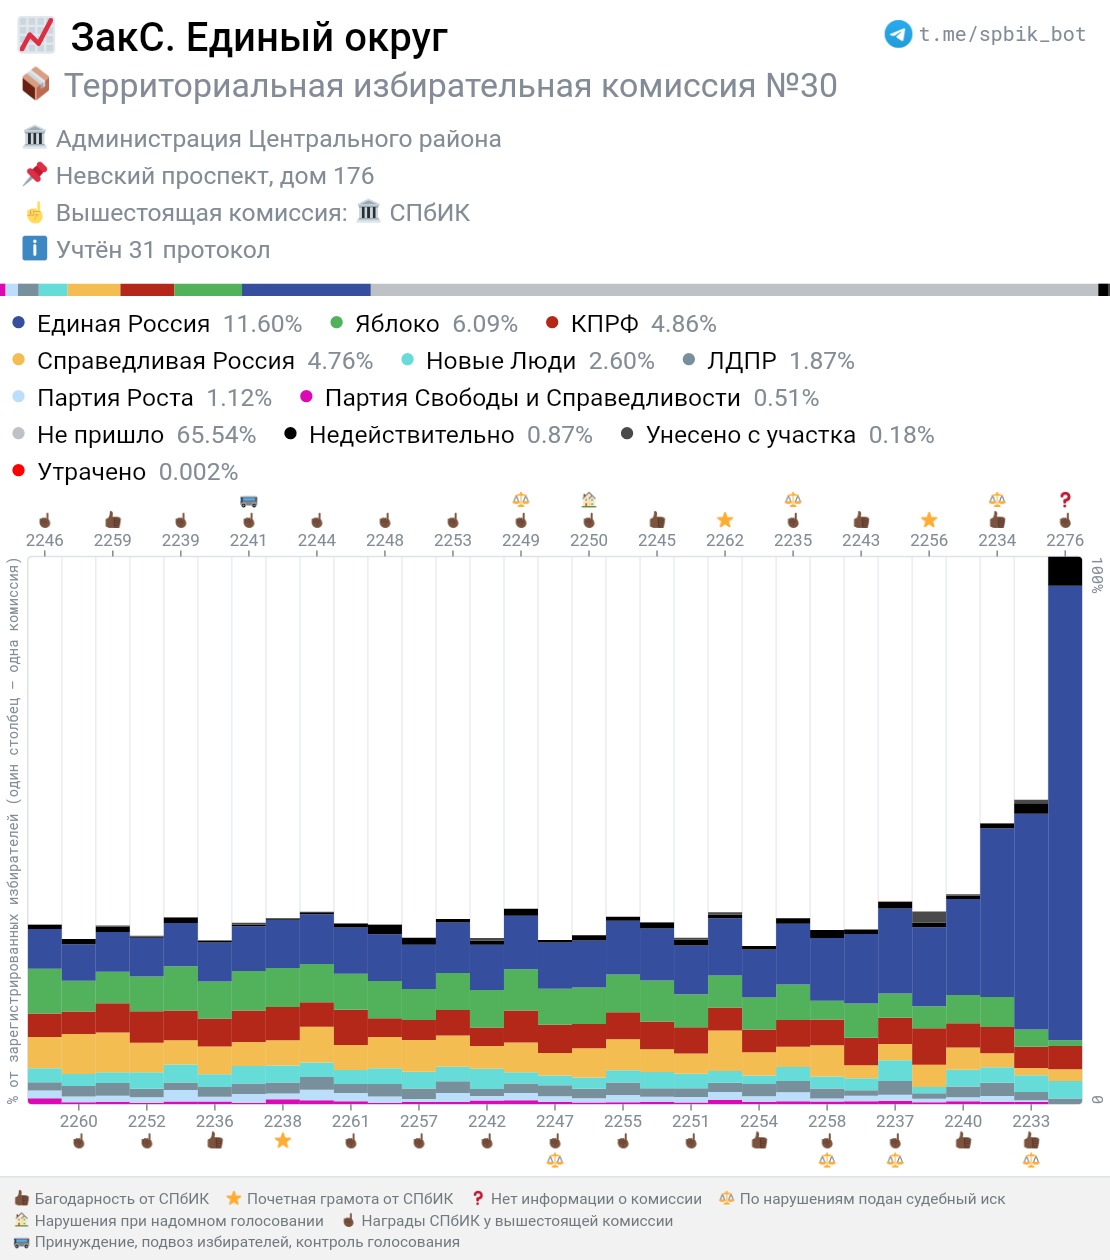 ЗакС. Единый округ
t.me/spbik_bot
Территориальная избирательная комиссия №30
Администрация Центрального района
Невский проспект, дом 176
Вышестоящая комиссия: СПбИК
Учтён 31 протокол
Единая Россия 11.60% Яблоко 6.09% КПРФ 4.86%
Справедливая Россия 4.76% Новые Люди 2.60% ЛДПР 1.87%
Партия Роста 1.12% Партия Свободы и Справедливости 0.51%
Не пришло 65.54% Недействительно 0.87% Унесено с участка 0.18%
Утрачено 0.002%
2246 2259 2239 2241 2244 2248 2253 2249 2250 2245 2262 2235 2243 2256 2234 2276
% от зарегистрированных избирателей (один столбец — одна комиссия)
100%
0
2260 2252 2236 2238 2261 2257 2242 2247 2255 2251 2254 2258 2237 2240 2233
Багодарность от СПбИК Почетная грамота от СПбИК Нет информации о комиссии По нарушениям подан судебный иск
Нарушения при надомном голосовании Награды СПбИК у вышестоящей комиссии
Принуждение, подвоз избирателей, контроль голосования